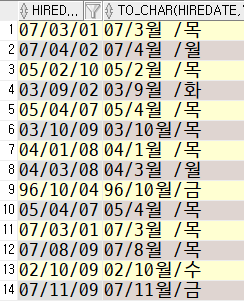 HIRED... TO_CHAR(HIREDATE,'
1 07/03/01 07/3월 /목
2 07/04/02 07/4월 /월
3 05/02/10 05/2월 /목
4 03/09/02 03/9월 /화
5 05/04/07 05/4월 /목
6 03/10/09 03/10월/목
7 04/01/08 04/1월 /목
8 04/03/08 04/3월 /월
9 96/10/04 96/10월/금
10 05/04/07 05/4월 /목
11 07/03/01 07/3월 /목
12 07/08/09 07/8월 /목
13 02/10/09 02/10월/수
14 07/11/09 07/11월/금